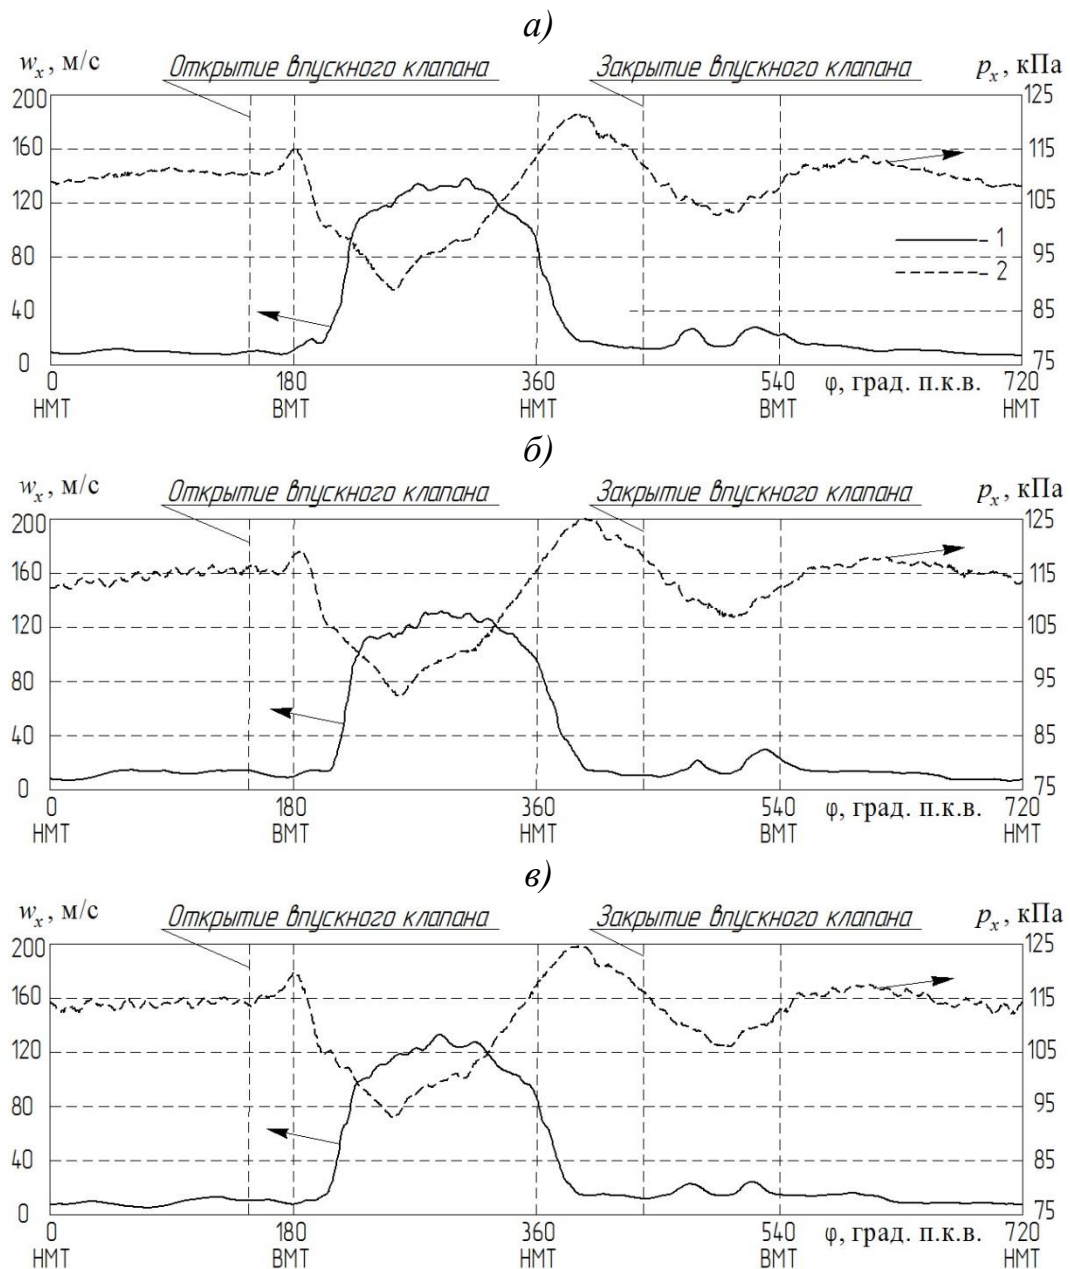 а)
w_x, м/с Открытие впускного клапана Закрытие впускного клапана p_x, кПа
200 125
160 115
120 105
1
80 95
2
40 85
0 75
0 180 360 540 φ, град. п.к.в. 720
НМТ ВМТ НМТ ВМТ НМТ
б)
w_x, м/с Открытие впускного клапана Закрытие впускного клапана p_x, кПа
200 125
160 115
120 105
80 95
40 85
0 75
0 180 360 540 φ, град. п.к.в. 720
НМТ ВМТ НМТ ВМТ НМТ
в)
w_x, м/с Открытие впускного клапана Закрытие впускного клапана p_x, кПа
200 125
160 115
120 105
80 95
40 85
0 75
0 180 360 540 φ, град. п.к.в. 720
НМТ ВМТ НМТ ВМТ НМТ